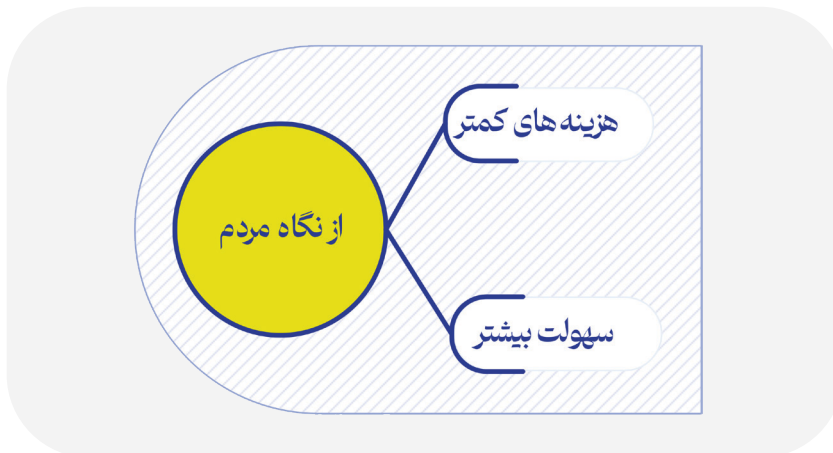 از نگاه مردم
هزینه های کمتر
سهولت بیشتر